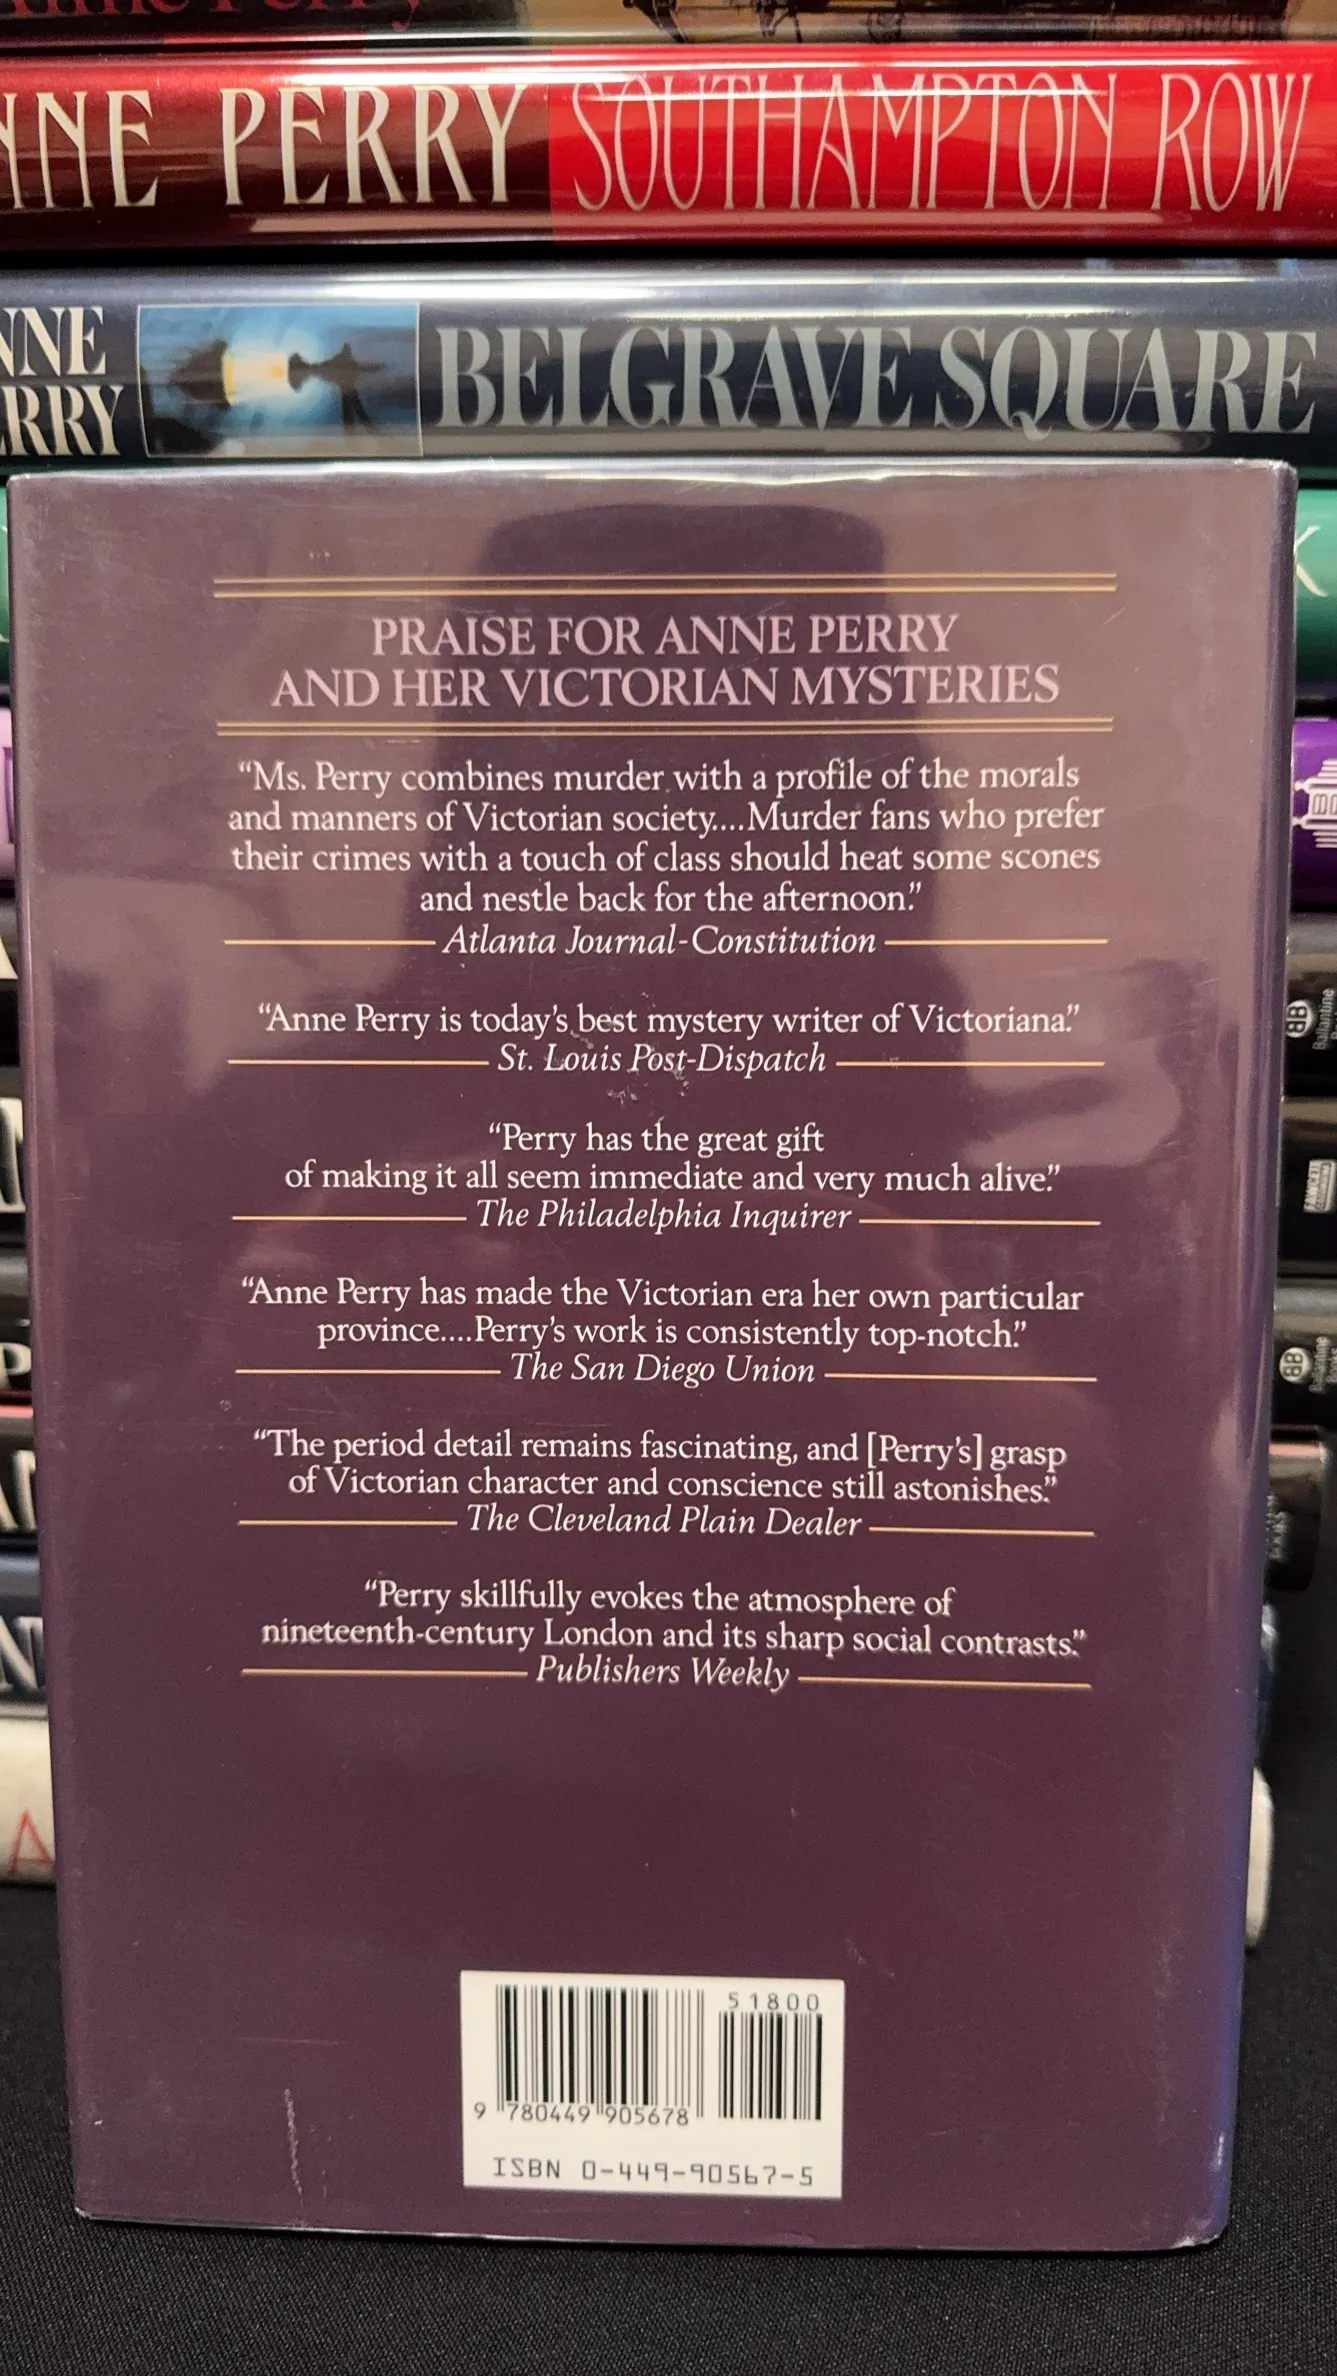 Anne Perry
NNE PERRY SOUTHAMPTON ROW
NNE
ERRY
BELGRAVE SQUARE
K
PRAISE FOR ANNE PERRY
AND HER VICTORIAN MYSTERIES
“Ms. Perry combines murder with a profile of the morals
and manners of Victorian society....Murder fans who prefer
their crimes with a touch of class should heat some scones
and nestle back for the afternoon.”
Atlanta Journal-Constitution
“Anne Perry is today’s best mystery writer of Victoriana.”
St. Louis Post-Dispatch
“Perry has the great gift
of making it all seem immediate and very much alive.”
The Philadelphia Inquirer
“Anne Perry has made the Victorian era her own particular
province....Perry’s work is consistently top-notch.”
The San Diego Union
“The period detail remains fascinating, and [Perry’s] grasp
of Victorian character and conscience still astonishes.”
The Cleveland Plain Dealer
“Perry skillfully evokes the atmosphere of
nineteenth-century London and its sharp social contrasts.”
Publishers Weekly
51800
9 780449 905678
ISBN 0-449-90567-5
BB
Ballantine
BB
A